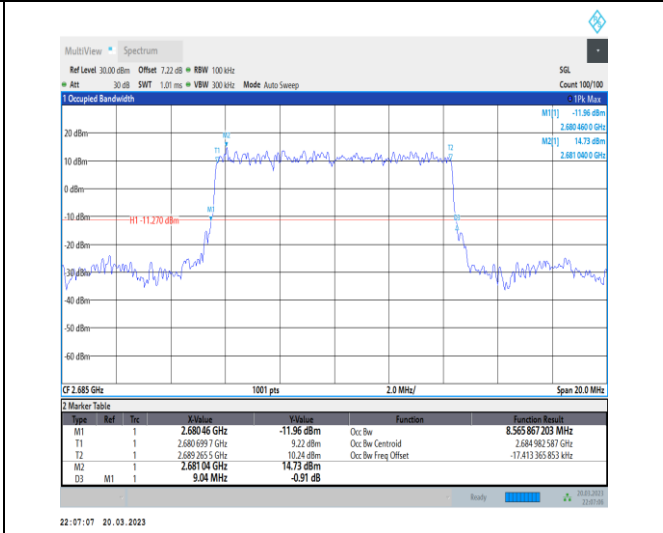 MultiView Spectrum
Ref Level 30.00 dBm Offset 7.22 dB RBW 100 kHz SGL
Att 30 dB SWT 1.01 ms VBW 300 kHz Mode Auto Sweep Count 100/100
1 Occupied Bandwidth 1Pk Max
M1[1] -11.96 dBm
2.680 460 0 GHz
M2[1] 14.73 dBm
2.681 040 0 GHz
20 dBm
M2
T1
T2
10 dBm
0 dBm
M1
-10 dBm
H1 -11.270 dBm
-20 dBm
-30 dBm
-40 dBm
-50 dBm
-60 dBm
CF 2.685 GHz 1001 pts 2.0 MHz/ Span 20.0 MHz
2 Marker Table
Type Ref Trc X-Value Y-Value Function Function Result
M1 1 2.680 46 GHz -11.96 dBm Occ Bw 8.565 867 203 MHz
T1 1 2.680 699 7 GHz 9.22 dBm Occ Bw Centroid 2.684 982 587 GHz
T2 1 2.689 265 5 GHz 10.24 dBm Occ Bw Freq Offset -17.413 365 853 kHz
M2 1 2.681 04 GHz 14.73 dBm
D3 M1 1 9.04 MHz -0.91 dB
Ready 20.03.2023
22:07:06
22:07:07 20.03.2023